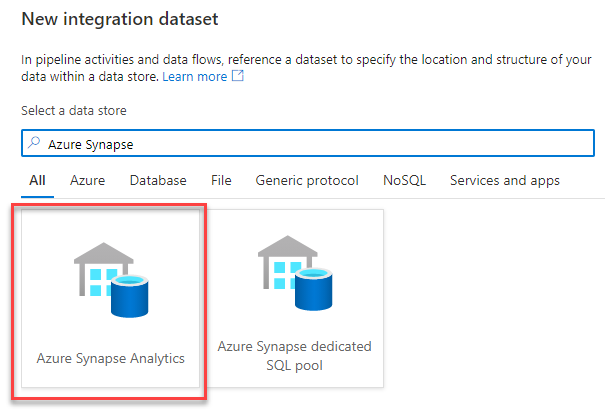 New integration dataset
In pipeline activities and data flows, reference a dataset to specify the location and structure of your
data within a data store. Learn more
Select a data store
Azure Synapse
All Azure Database File Generic protocol NoSQL Services and apps
Azure Synapse Analytics
Azure Synapse dedicated
SQL pool